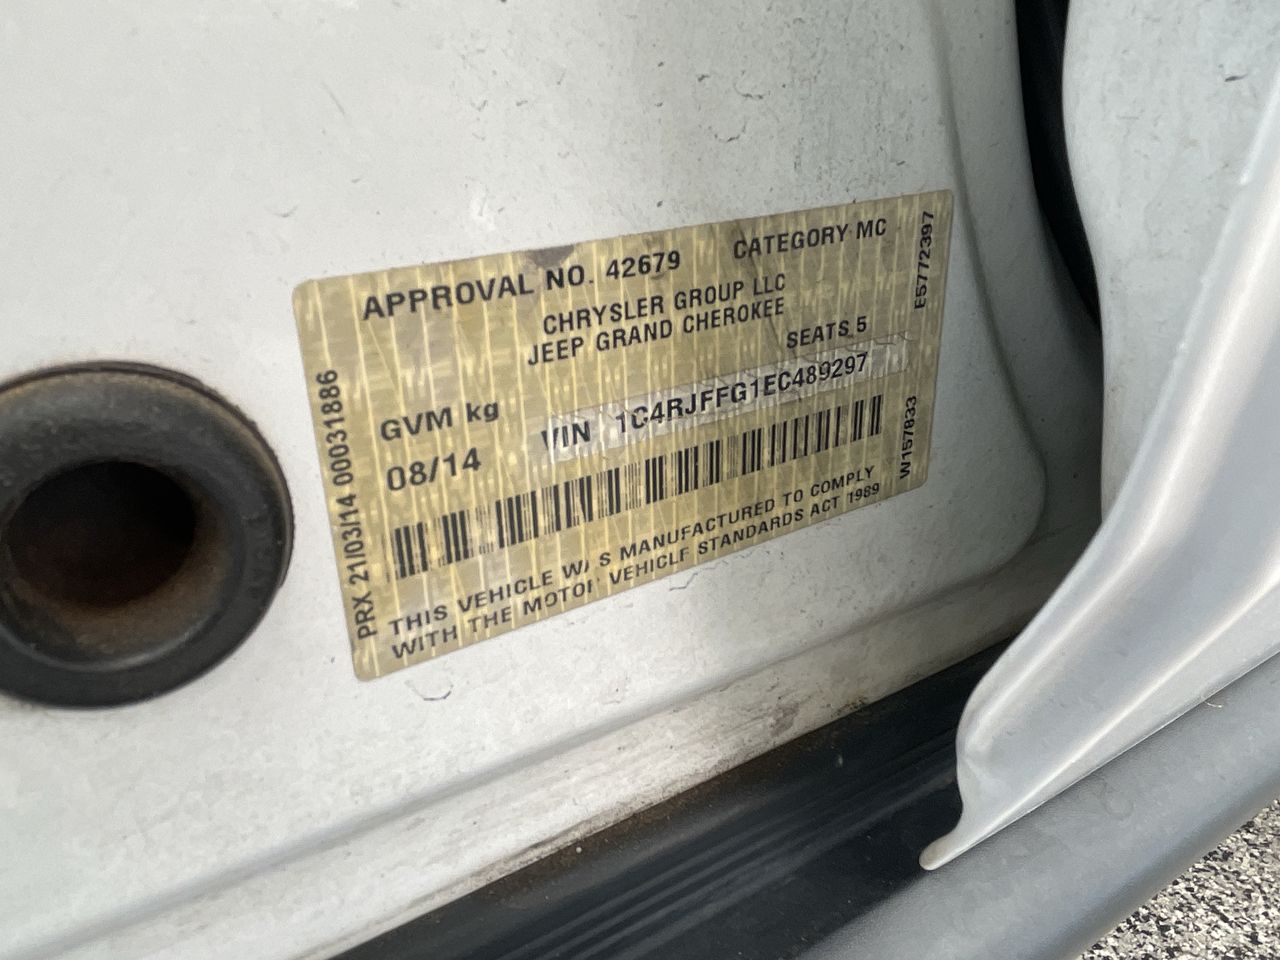 APPROVAL NO. 42679 CATEGORY MC
CHRYSLER GROUP LLC
JEEP GRAND CHEROKEE
SEATS 5
GVM kg
VIN 1C4RJFFG1EC489297
08/14
THIS VEHICLE WAS MANUFACTURED TO COMPLY
WITH THE MOTOR VEHICLE STANDARDS ACT 1989
PRX 21/03/14 00031886
E5772397
W157833